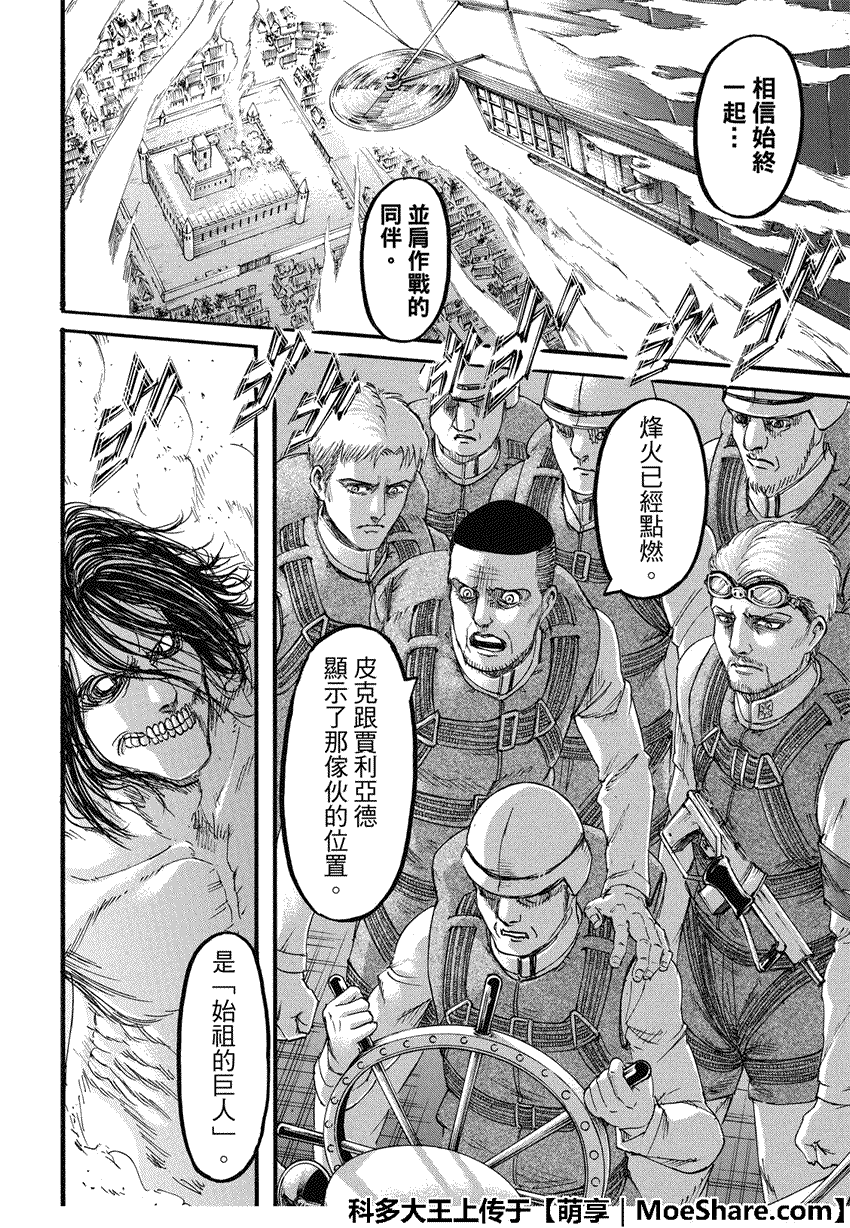 相信始終
一起…
並肩作戰的
同伴。
烽火已經點燃。
皮克跟賈利亞德
顯示了那傢伙的位置。
是「始祖的巨人」。
科多大王上传于【萌享|MoeShare.com】